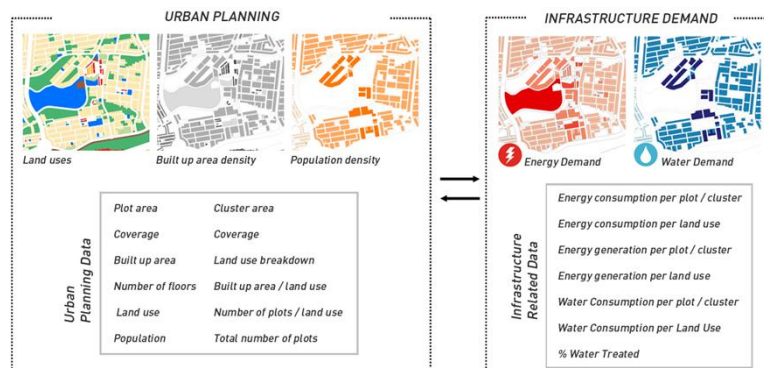 URBAN PLANNING
Land uses
Built up area density
Population density
Urban
Planning Data
Plot area
Cluster area
Coverage
Coverage
Built up area
Land use breakdown
Number of floors
Built up area / land use
Land use
Number of plots / land use
Population
Total number of plots
INFRASTRUCTURE DEMAND
Energy Demand
Water Demand
Infrastructure
Related Data
Energy consumption per plot / cluster
Energy consumption per land use
Energy generation per plot / cluster
Energy generation per land use
Water Consumption per plot / cluster
Water Consumption per Land Use
% Water Treated